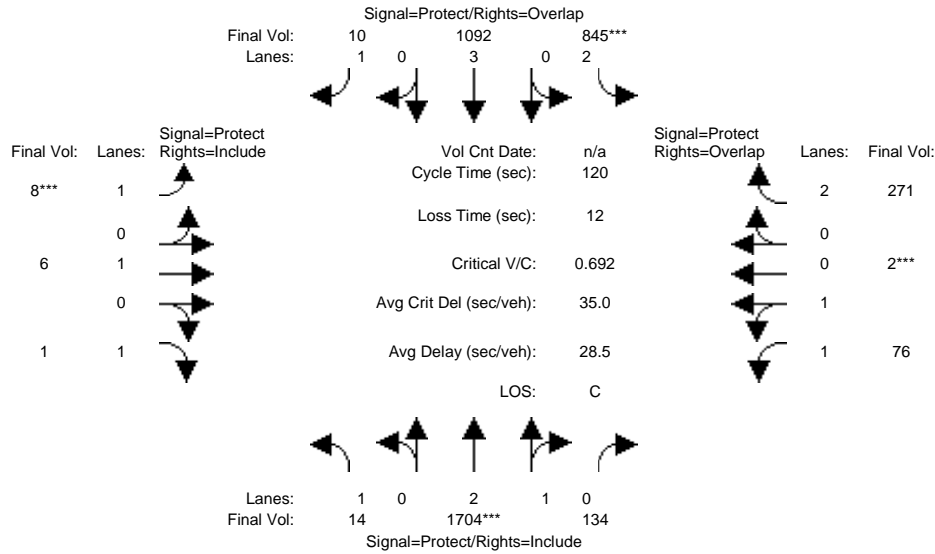 Signal=Protect/Rights=Overlap
Final Vol: 10 1092 845***
Lanes: 1 0 3 0 2
Signal=Protect Signal=Protect
Final Vol: Lanes: Rights=Include Vol Cnt Date: n/a Rights=Overlap Lanes: Final Vol:
Cycle Time (sec): 120
8*** 1 2 271
Loss Time (sec): 12
0 0
6 1 Critical V/C: 0.692 0 2***
0 Avg Crit Del (sec/veh): 35.0 1
1 1 Avg Delay (sec/veh): 28.5 1 76
LOS: C
Lanes: 1 0 2 1 0
Final Vol: 14 1704*** 134
Signal=Protect/Rights=Include